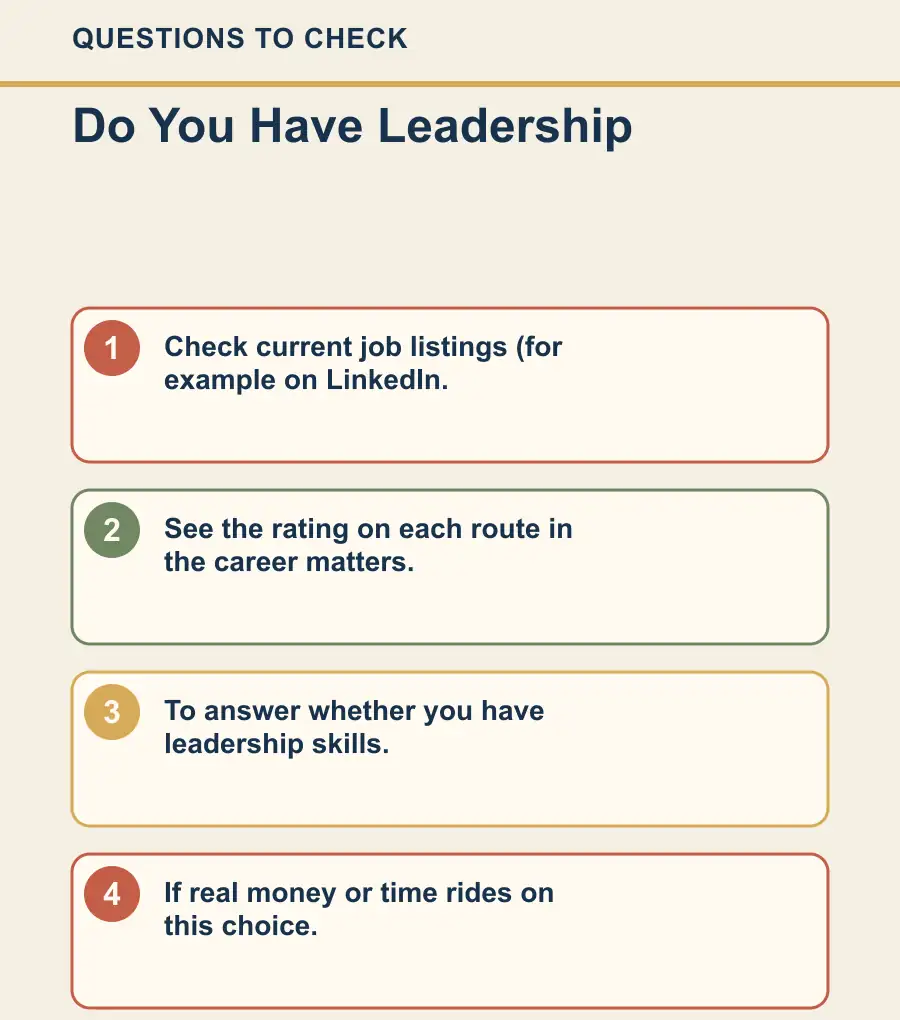 QUESTIONS TO CHECK
Do You Have Leadership
1
Check current job listings (for
example on LinkedIn.
2
See the rating on each route in
the career matters.
3
To answer whether you have
leadership skills.
4
If real money or time rides on
this choice.